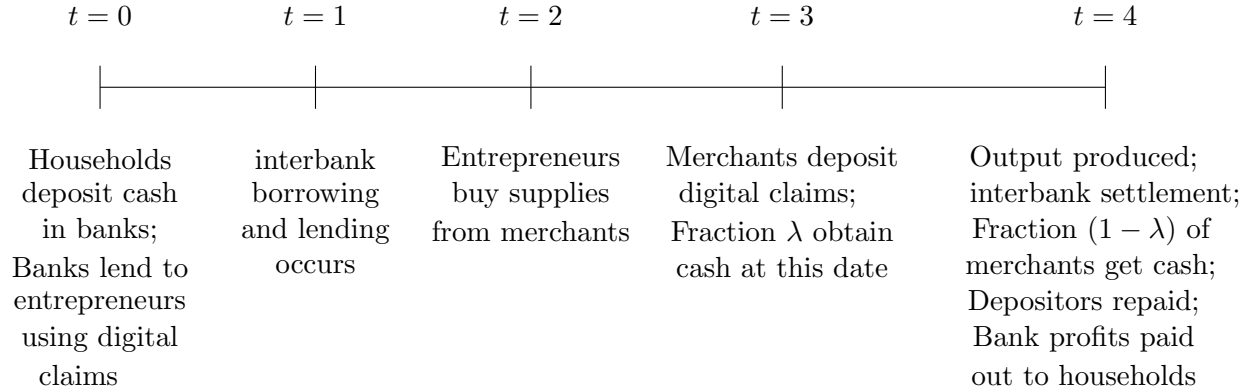 t = 0
t = 1
t = 2
t = 3
t = 4
Households
deposit cash
in banks;
Banks lend to
entrepreneurs
using digital
claims
interbank
borrowing
and lending
occurs
Entrepreneurs
buy supplies
from merchants
Merchants deposit
digital claims;
Fraction λ obtain
cash at this date
Output produced;
interbank settlement;
Fraction (1 − λ) of
merchants get cash;
Depositors repaid;
Bank profits paid
out to households